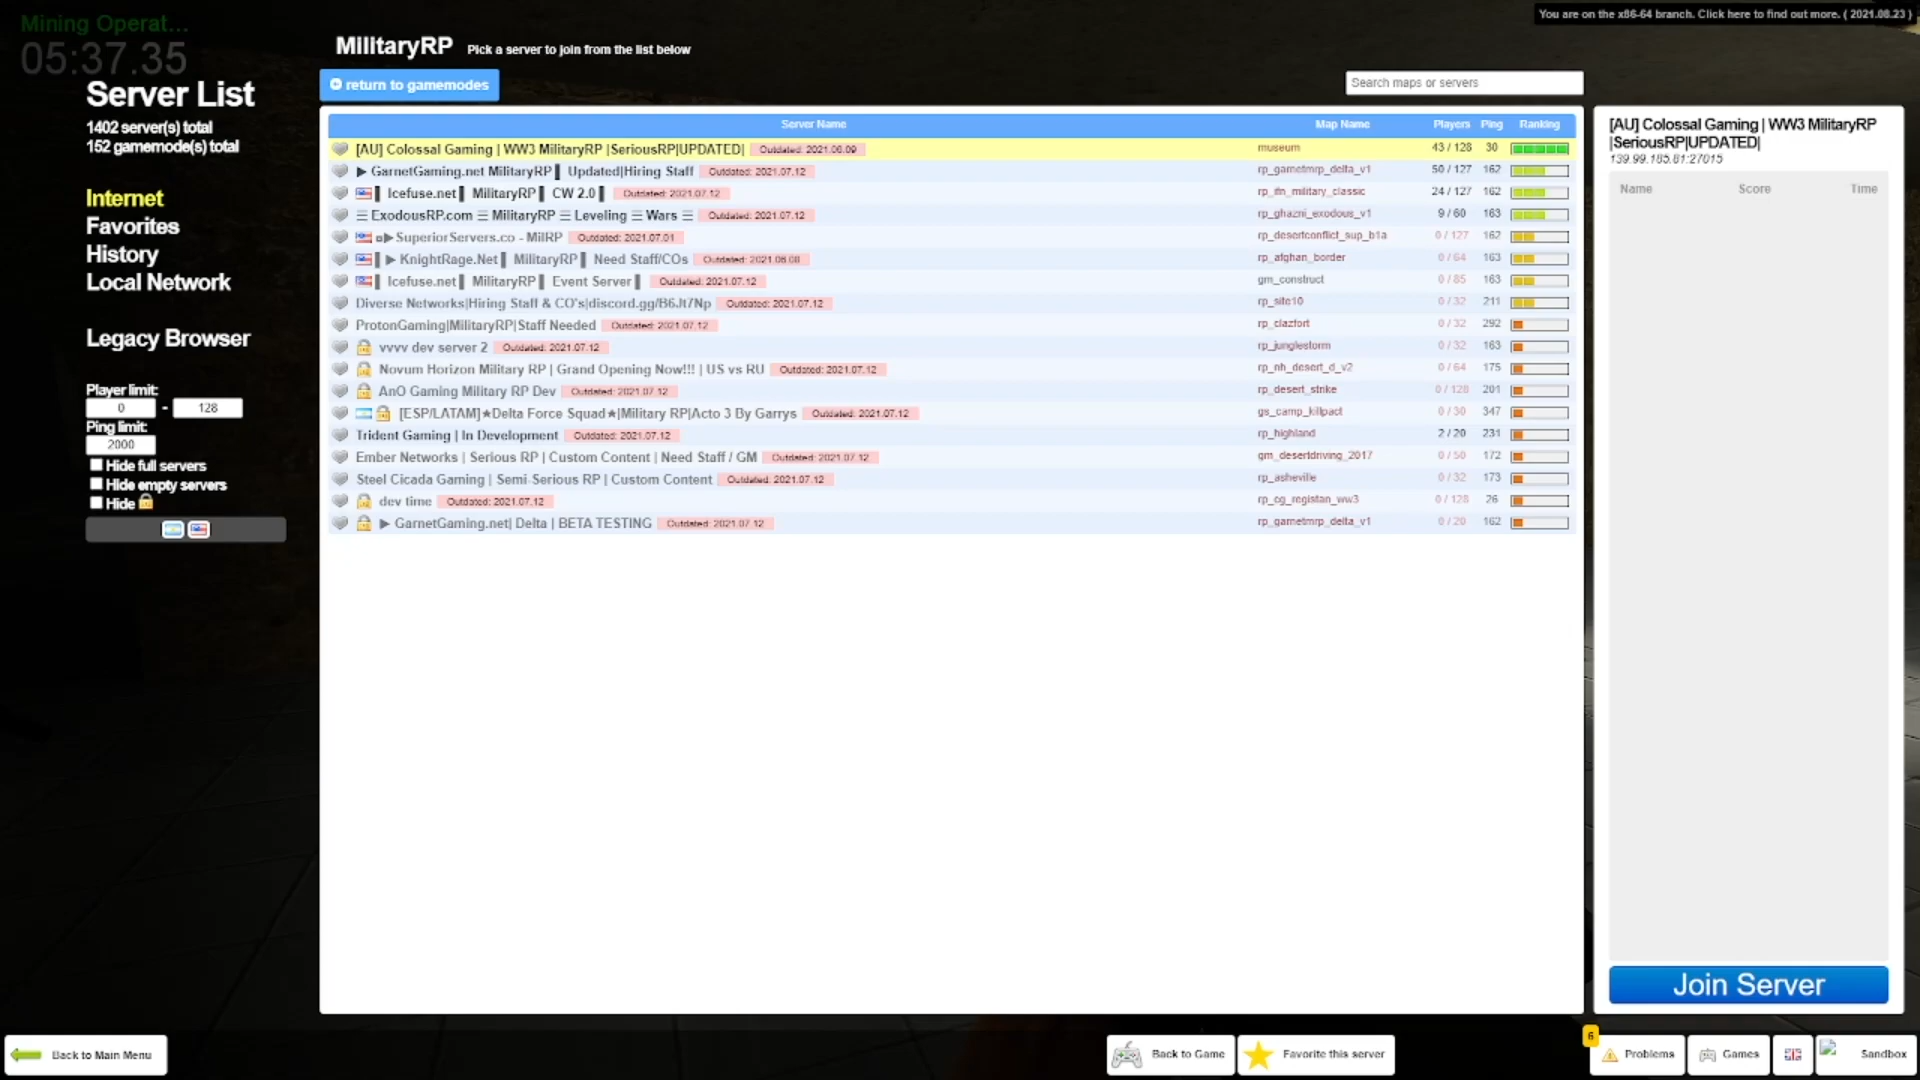 Mining Operat...
05:37.35
You are on the x86-64 branch. Click here to find out more. ( 2021.08.23 )
MilitaryRP Pick a server to join from the list below
return to gamemodes
Search maps or servers
Server List
1402 server(s) total
152 gamemode(s) total
Internet
Favorites
History
Local Network
Legacy Browser
Player limit:
0 - 128
Ping limit:
2000
Hide full servers
Hide empty servers
Hide
Server Name Map Name Players Ping Ranking
[AU] Colossal Gaming | WW3 MilitaryRP |SeriousRP|UPDATED| Outdated: 2021.06.09 museum 43 / 128 30
▶ GarnetGaming.net MilitaryRP▌ Updated|Hiring Staff Outdated: 2021.07.12 rp_garnetmrp_delta_v1 50 / 127 162
▌ Icefuse.net▌ MilitaryRP▌ CW 2.0▌ Outdated: 2021.07.12 rp_ifn_military_classic 24 / 127 162
☰ ExodousRP.com ☰ MilitaryRP ☰ Leveling ☰ Wars ☰ Outdated: 2021.07.12 rp_ghazni_exodous_v1 9 / 60 163
¤▶ SuperiorServers.co - MilRP Outdated: 2021.07.01 rp_desertconflict_sup_b1a 0 / 127 162
▌▶ KnightRage.Net▌ MilitaryRP▌ Need Staff/COs Outdated: 2021.06.08 rp_afghan_border 0 / 64 163
▌ Icefuse.net▌ MilitaryRP▌ Event Server▌ Outdated: 2021.07.12 gm_construct 0 / 85 163
Diverse Networks|Hiring Staff & CO's|discord.gg/B6Jt7Np Outdated: 2021.07.12 rp_site10 0 / 32 211
ProtonGaming|MilitaryRP|Staff Needed Outdated: 2021.07.12 rp_clazfort 0 / 32 292
vvvv dev server 2 Outdated: 2021.07.12 rp_junglestorm 0 / 32 163
Novum Horizon Military RP | Grand Opening Now!!! | US vs RU Outdated: 2021.07.12 rp_nh_desert_d_v2 0 / 64 175
AnO Gaming Military RP Dev Outdated: 2021.07.12 rp_desert_strike 0 / 128 201
[ESP/LATAM]★Delta Force Squad★|Military RP|Acto 3 By Garrys Outdated: 2021.07.12 gs_camp_killpact 0 / 30 347
Trident Gaming | In Development Outdated: 2021.07.12 rp_highland 2 / 20 231
Ember Networks | Serious RP | Custom Content | Need Staff / GM Outdated: 2021.07.12 gm_desertdriving_2017 0 / 50 172
Steel Cicada Gaming | Semi-Serious RP | Custom Content Outdated: 2021.07.12 rp_asheville 0 / 32 173
dev time Outdated: 2021.07.12 rp_cg_registan_ww3 0 / 128 26
▶ GarnetGaming.net| Delta | BETA TESTING Outdated: 2021.07.12 rp_garnetmrp_delta_v1 0 / 20 162
[AU] Colossal Gaming | WW3 MilitaryRP
|SeriousRP|UPDATED|
139.99.185.81:27015
Name Score Time
Join Server
Back to Main Menu
Back to Game
Favorite this server
6
Problems
Games
Sandbox